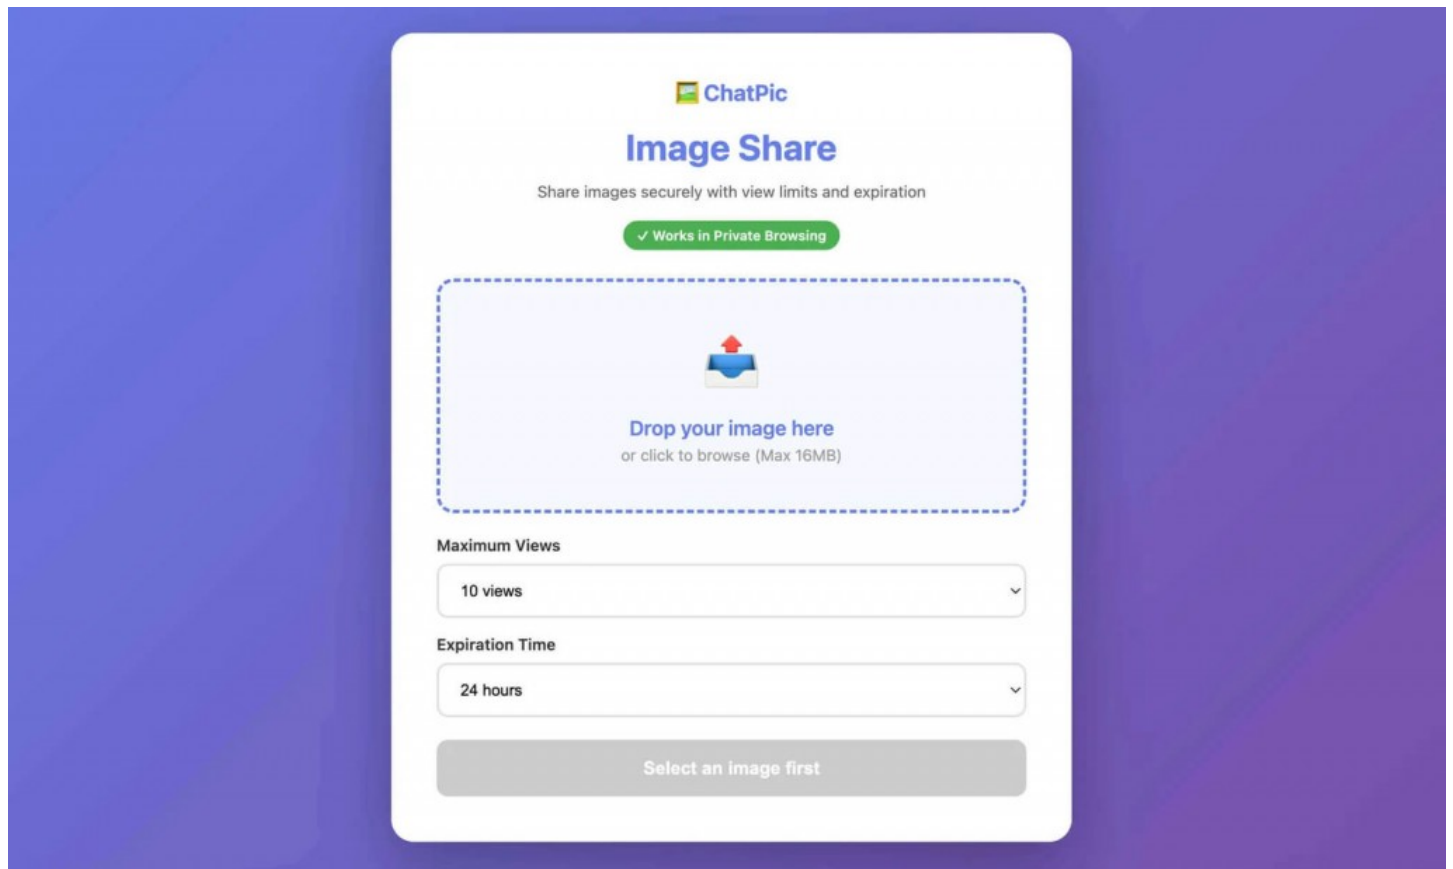 ChatPic
Image Share
Share images securely with view limits and expiration
✓ Works in Private Browsing
Drop your image here
or click to browse (Max 16MB)
Maximum Views
10 views
Expiration Time
24 hours
Select an image first